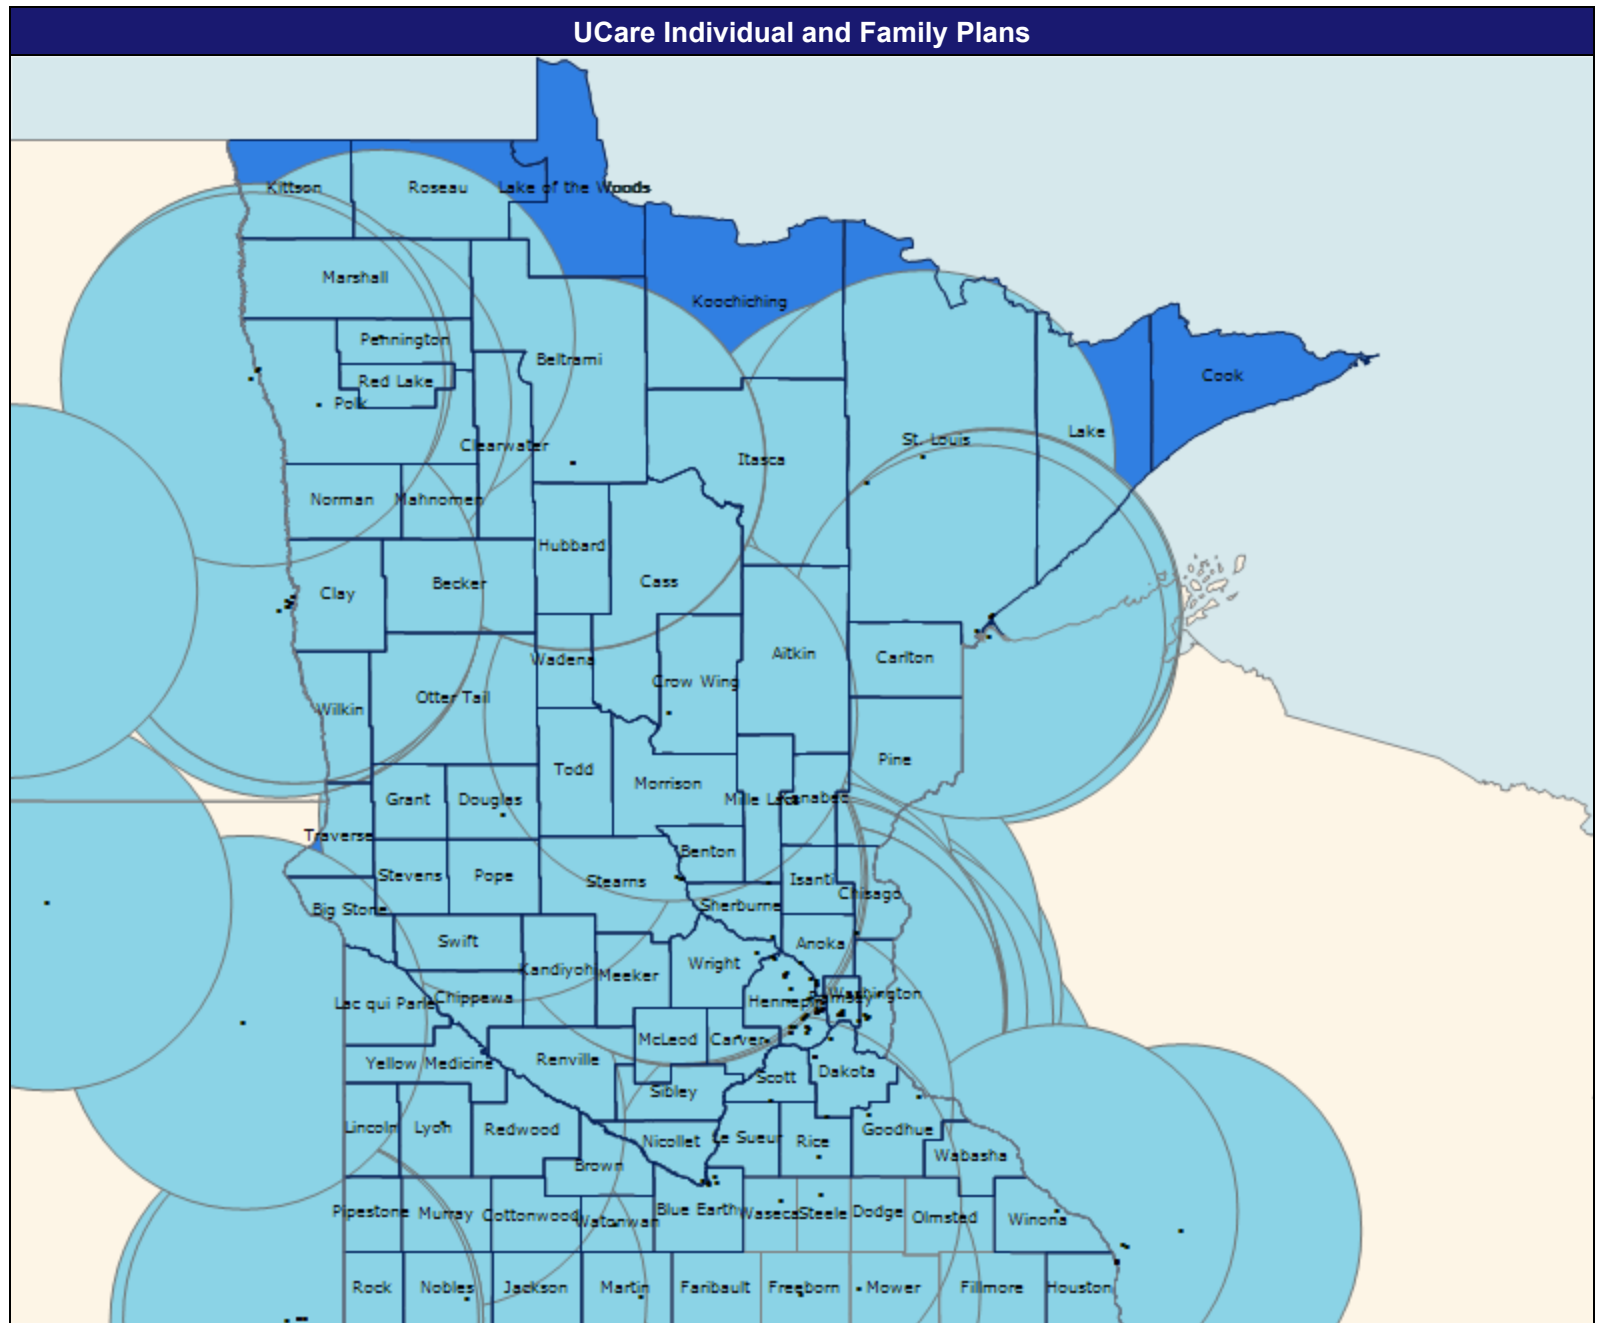 UCare Individual and Family Plans
Kittson Roseau Lake of the Woods
Marshall
Koochiching
Pennington
Beltrami
Red Lake
Cook
Polk
Clearwater
St. Louis
Lake
Itasca
Norman Mahnomen
Hubbard
Cass
Becker
Clay
Wadena
Aitkin
Carlton
Crow Wing
Otter Tail
Wilkin
Pine
Todd
Morrison
Grant
Douglas
Mille Lacs
Kanabec
Traverse
Benton
Stevens
Pope
Stearns
Isanti
Chisago
Big Stone
Sherburne
Swift
Anoka
Kandiyohi
Meeker
Wright
Lac qui Parle
Chippewa
Hennepin
Ramsey
Washington
McLeod
Carver
Renville
Yellow Medicine
Scott
Dakota
Sibley
Lincoln
Lyon
Redwood
Nicollet
Le Sueur
Rice
Goodhue
Brown
Wabasha
Pipestone
Murray
Cottonwood
Watonwan
Blue Earth
Waseca
Steele
Dodge
Olmsted
Winona
Rock
Nobles
Jackson
Martin
Faribault
Freeborn
Mower
Fillmore
Houston